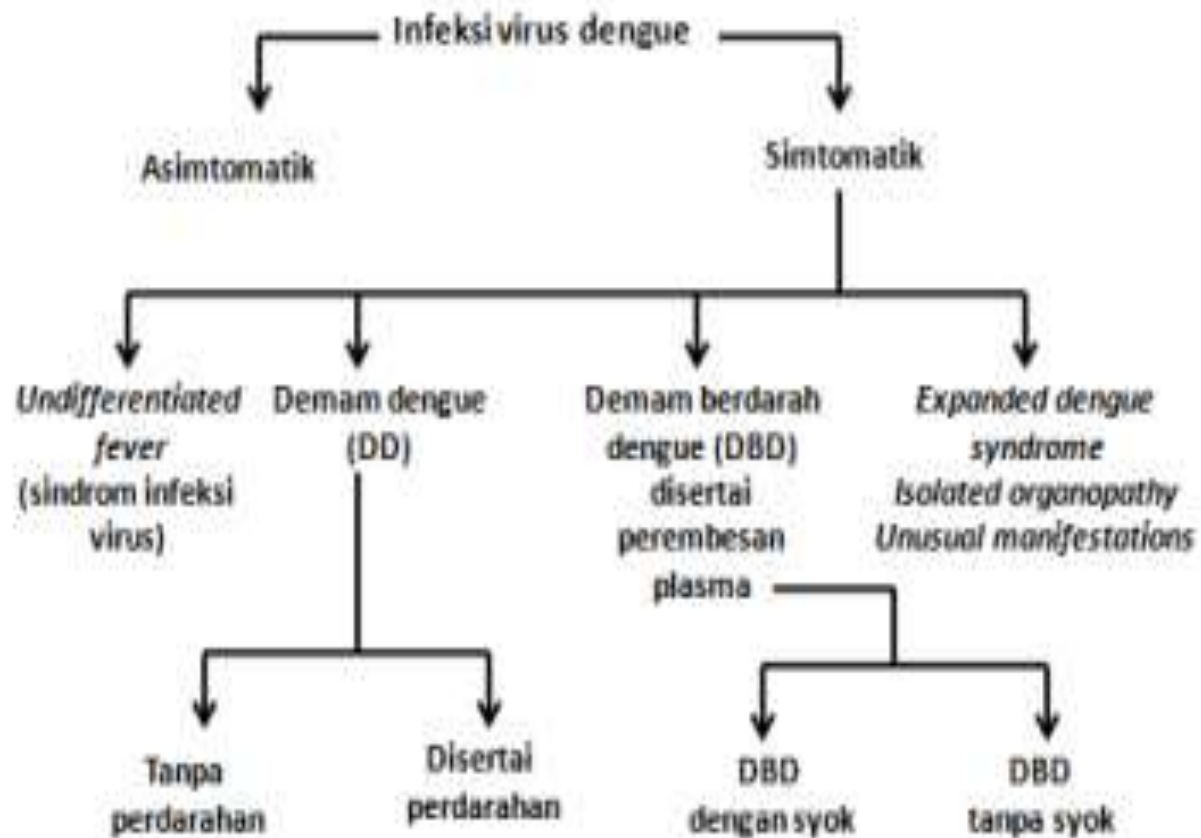 Infeksi virus dengue
Asimtomatik
Simtomatik
Undifferentiated
fever
(sindrom infeksi
virus)
Demam dengue
(DD)
Demam berdarah
dengue (DBD)
disertai
perembesan
plasma
Expanded dengue
syndrome
Isolated organopathy
Unusual manifestations
Tanpa
perdarahan
Disertai
perdarahan
DBD
dengan syok
DBD
tanpa syok